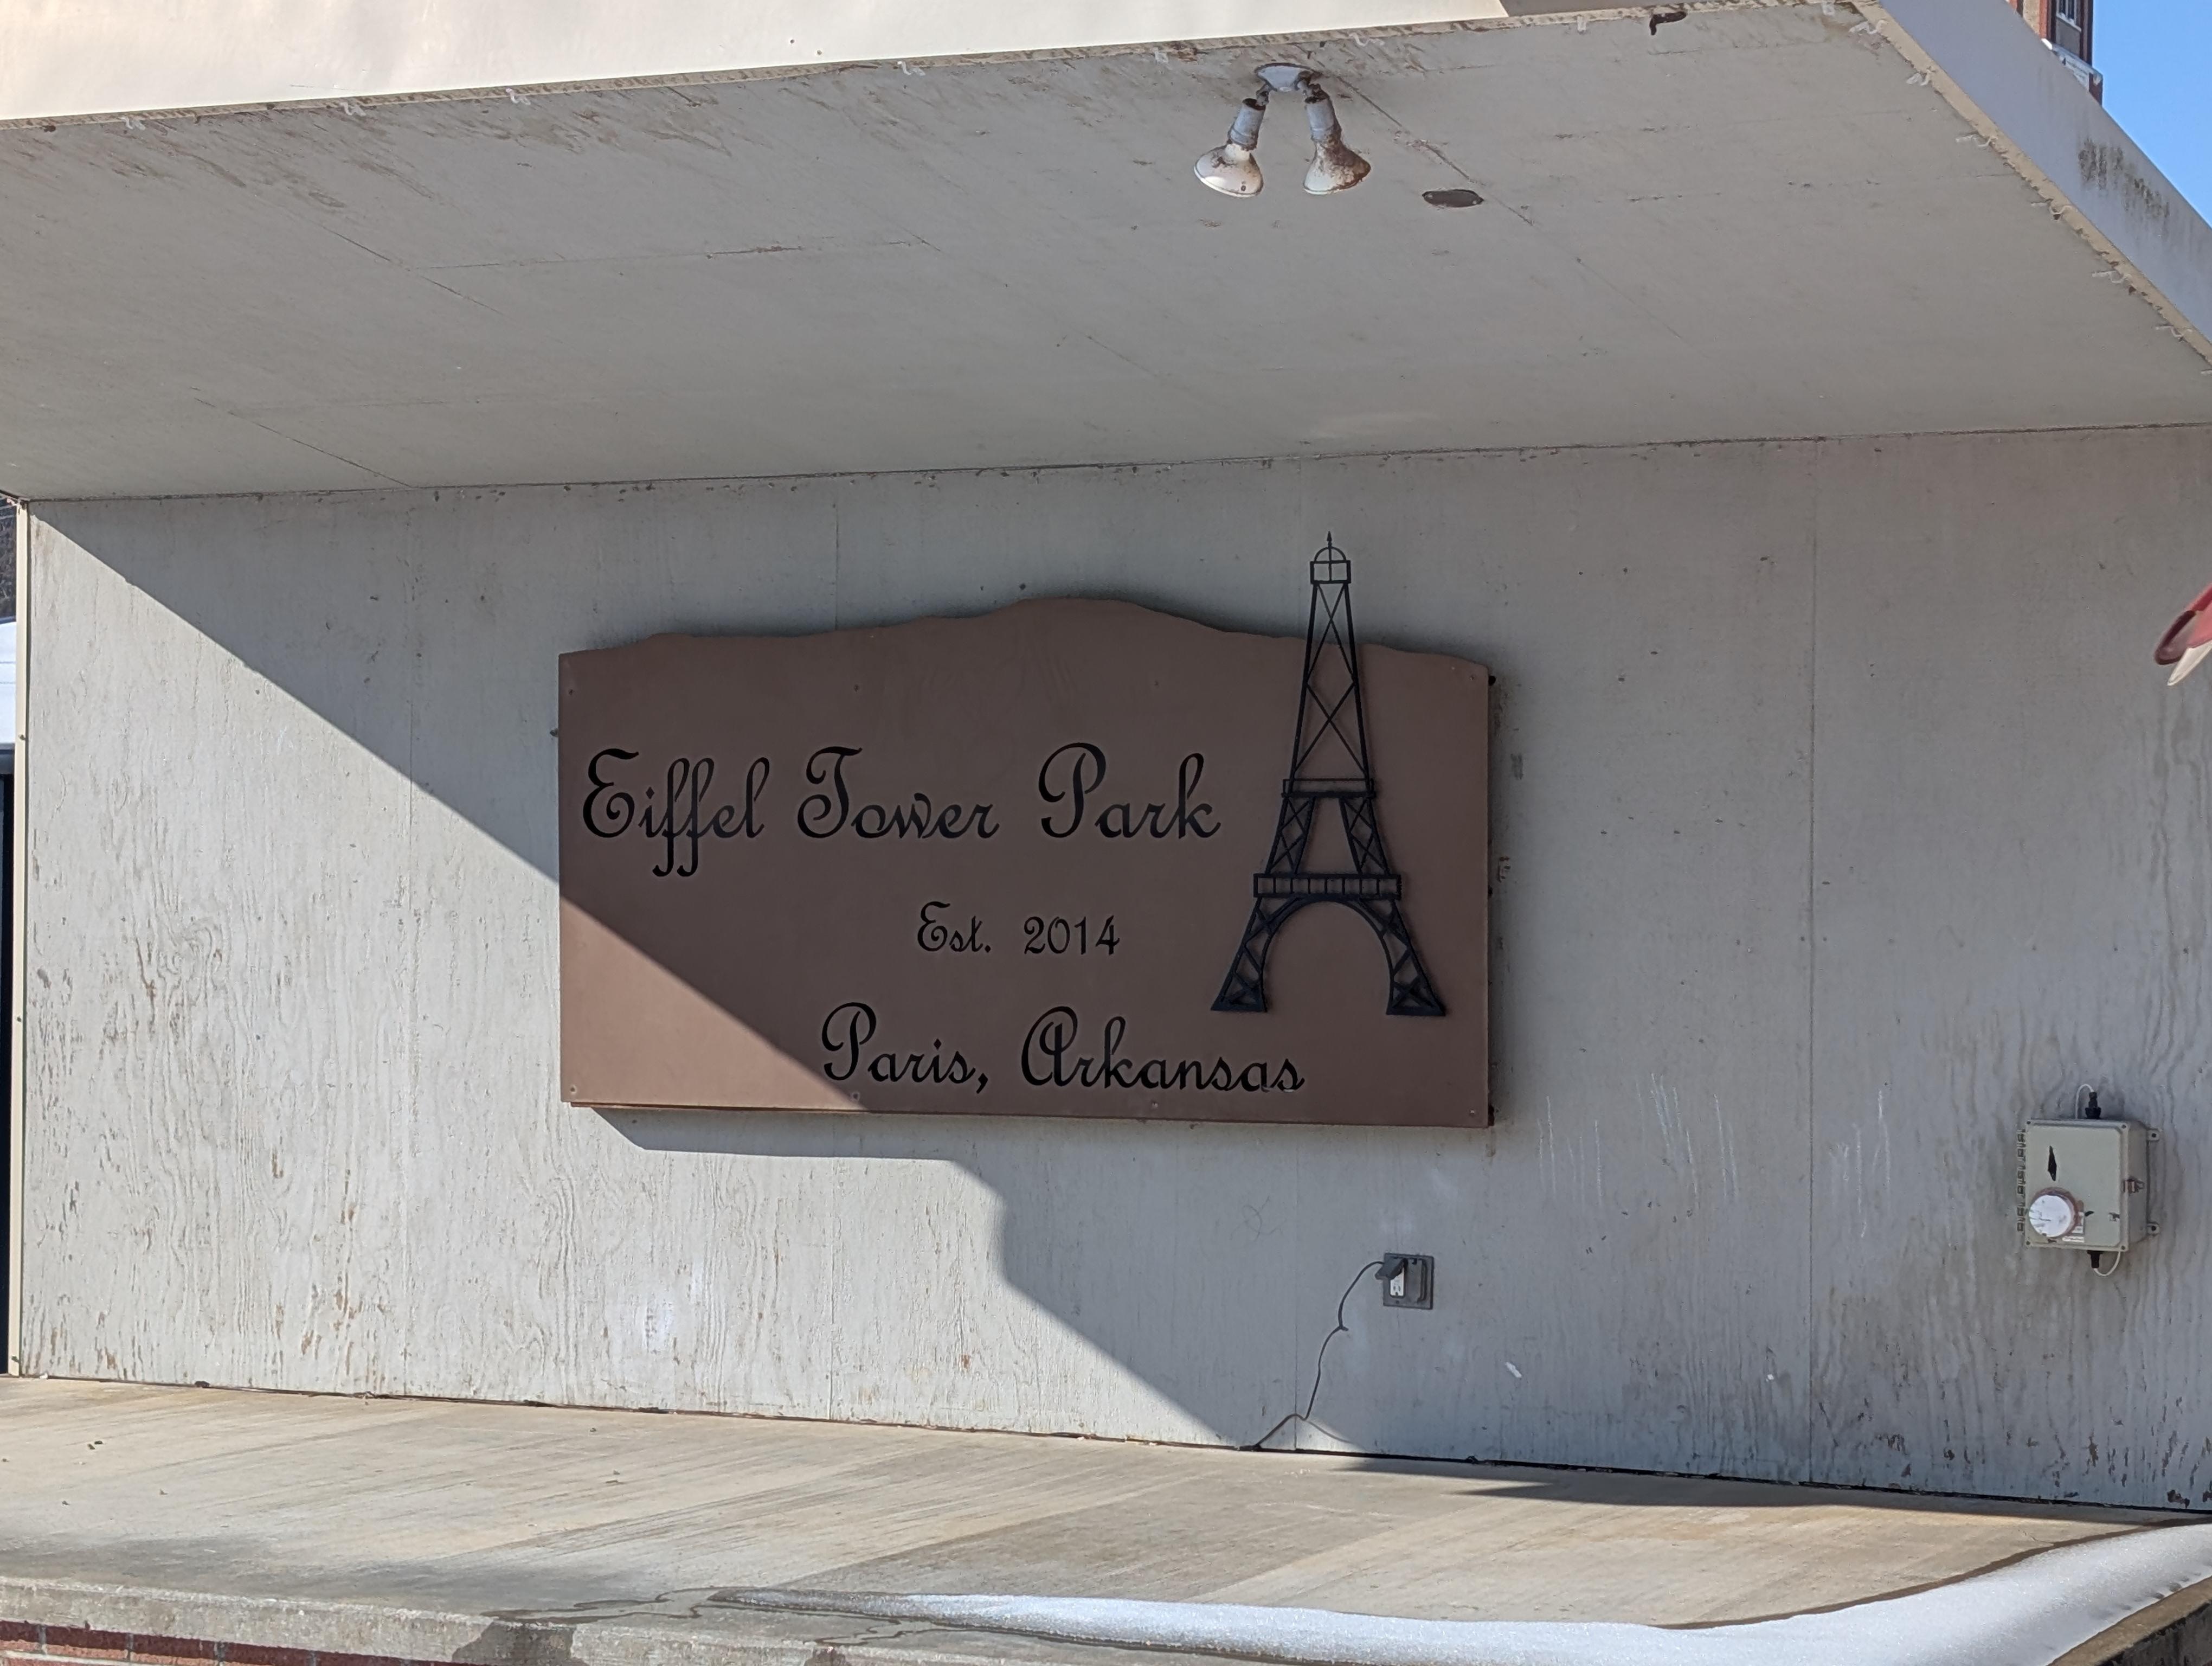 Eiffel Tower Park
Est. 2014
Paris, Arkansas